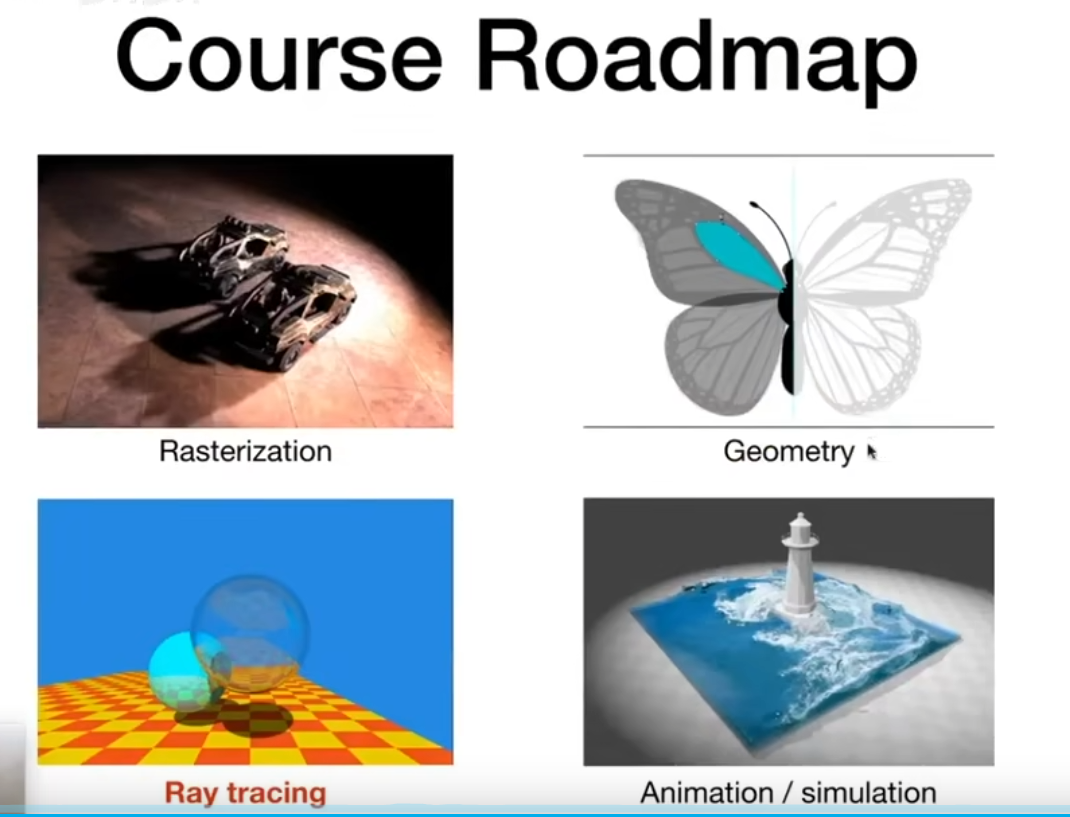 Course Roadmap
Rasterization
Geometry
Ray tracing
Animation / simulation